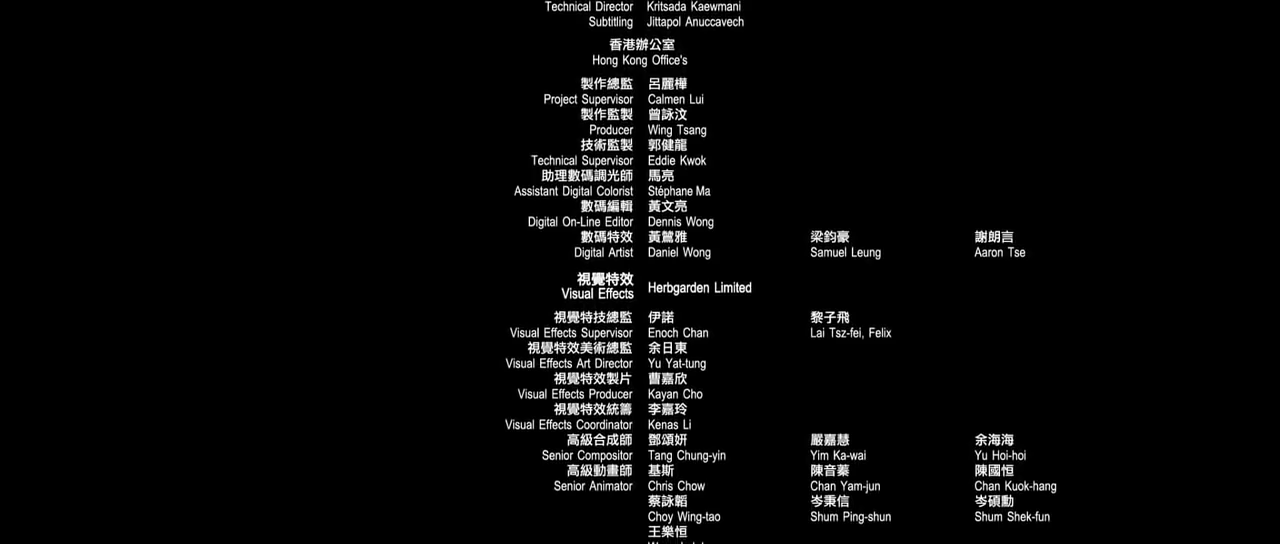 Technical Director Kritsada Kaewmani
Subtitling Jittapol Anuccavech
香港辦公室
Hong Kong Office's
製作總監 呂麗樺
Project Supervisor Calmen Lui
製作監製 曾詠汶
Producer Wing Tsang
技術監製 郭健龍
Technical Supervisor Eddie Kwok
助理數碼調光師 馬亮
Assistant Digital Colorist Stéphane Ma
數碼編輯 黃文亮
Digital On-Line Editor Dennis Wong
數碼特效 黃鷲雅 梁鈞豪 謝朗言
Digital Artist Daniel Wong Samuel Leung Aaron Tse
視覺特效 Herbgarden Limited
Visual Effects
視覺特技總監 伊諾 黎子飛
Visual Effects Supervisor Enoch Chan Lai Tsz-fei, Felix
視覺特效美術總監 余日東
Visual Effects Art Director Yu Yat-tung
視覺特效製片 曹嘉欣
Visual Effects Producer Kayan Cho
視覺特效統籌 李嘉玲
Visual Effects Coordinator Kenas Li
高級合成師 鄧頌妍 嚴嘉慧 余海海
Senior Compositor Tang Chung-yin Yim Ka-wai Yu Hoi-hoi
高級動畫師 基斯 陳音蓁 陳國恒
Senior Animator Chris Chow Chan Yam-jun Chan Kuok-hang
蔡詠韜 岑秉信 岑碩勳
Choy Wing-tao Shum Ping-shun Shum Shek-fun
王樂恒